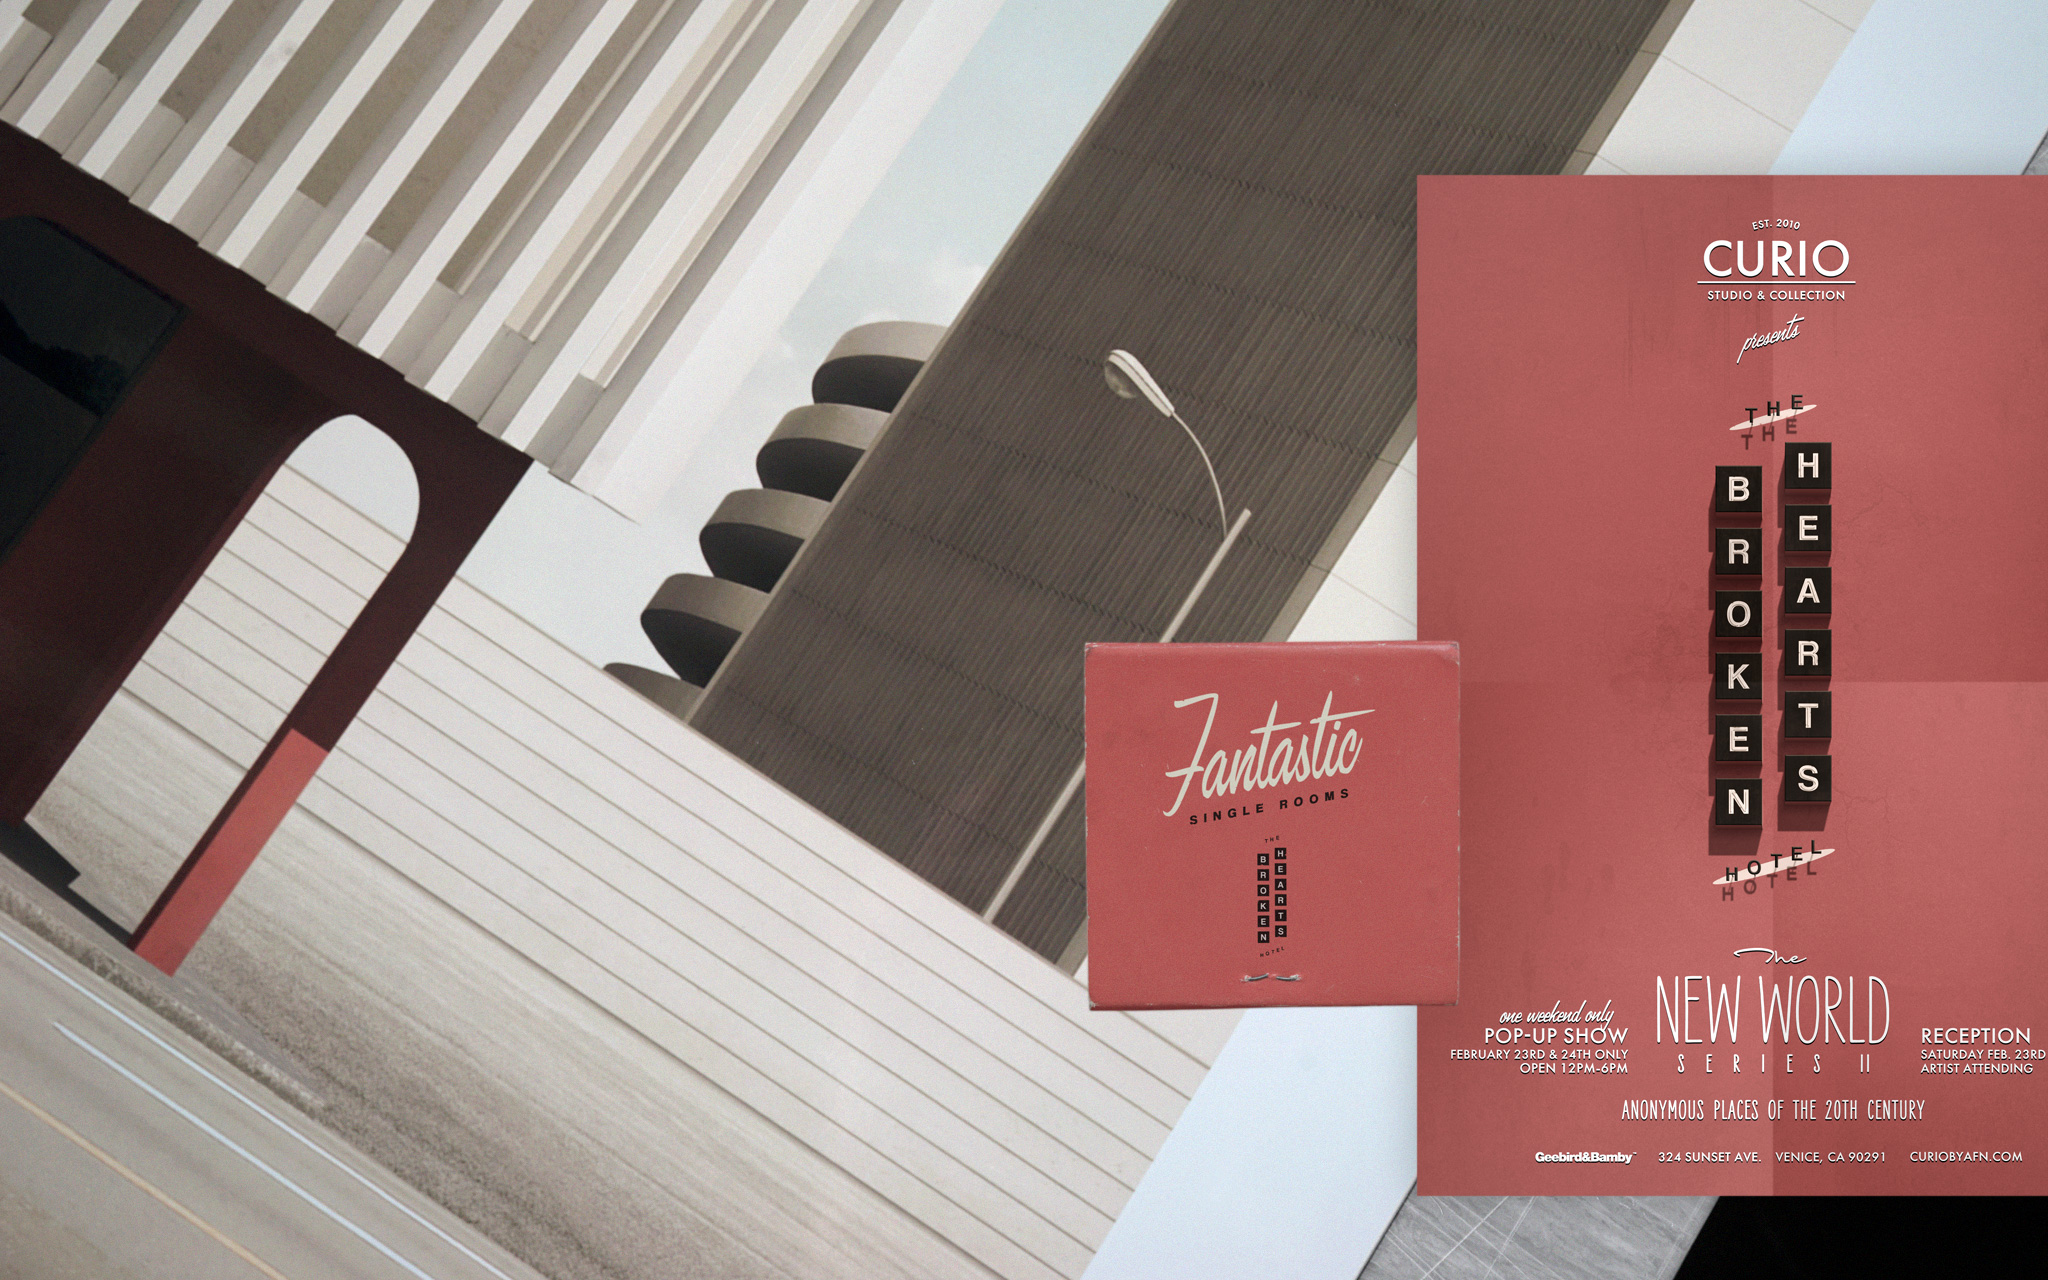 EST. 2010
CURIO
STUDIO & COLLECTION
presents
THE
BROKEN
HEARTS
HOTEL
The
NEW WORLD
SERIES II
one weekend only
POP-UP SHOW
FEBRUARY 23RD & 24TH ONLY
OPEN 12PM-6PM
RECEPTION
SATURDAY FEB. 23RD
ARTIST ATTENDING
ANONYMOUS PLACES OF THE 20TH CENTURY
Geebird&Bamby™ 324 SUNSET AVE. VENICE, CA 90291 CURIOBYAFN.COM
Fantastic
SINGLE ROOMS
THE
BROKEN
HEARTS
HOTEL